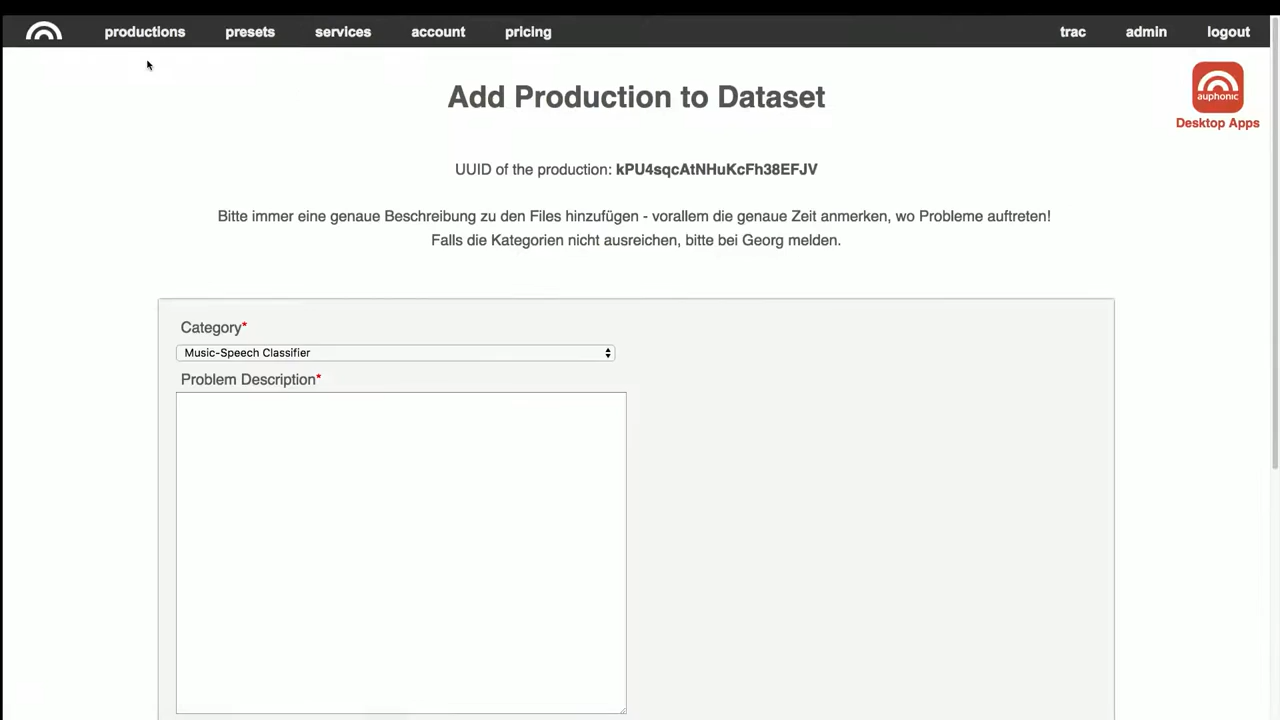 productions presets services account pricing trac admin logout
Add Production to Dataset
auphonic
Desktop Apps
UUID of the production: kPU4sqcAtNHuKcFh38EFJV
Bitte immer eine genaue Beschreibung zu den Files hinzufügen - vorallem die genaue Zeit anmerken, wo Probleme auftreten!
Falls die Kategorien nicht ausreichen, bitte bei Georg melden.
Category*
Music-Speech Classifier
Problem Description*